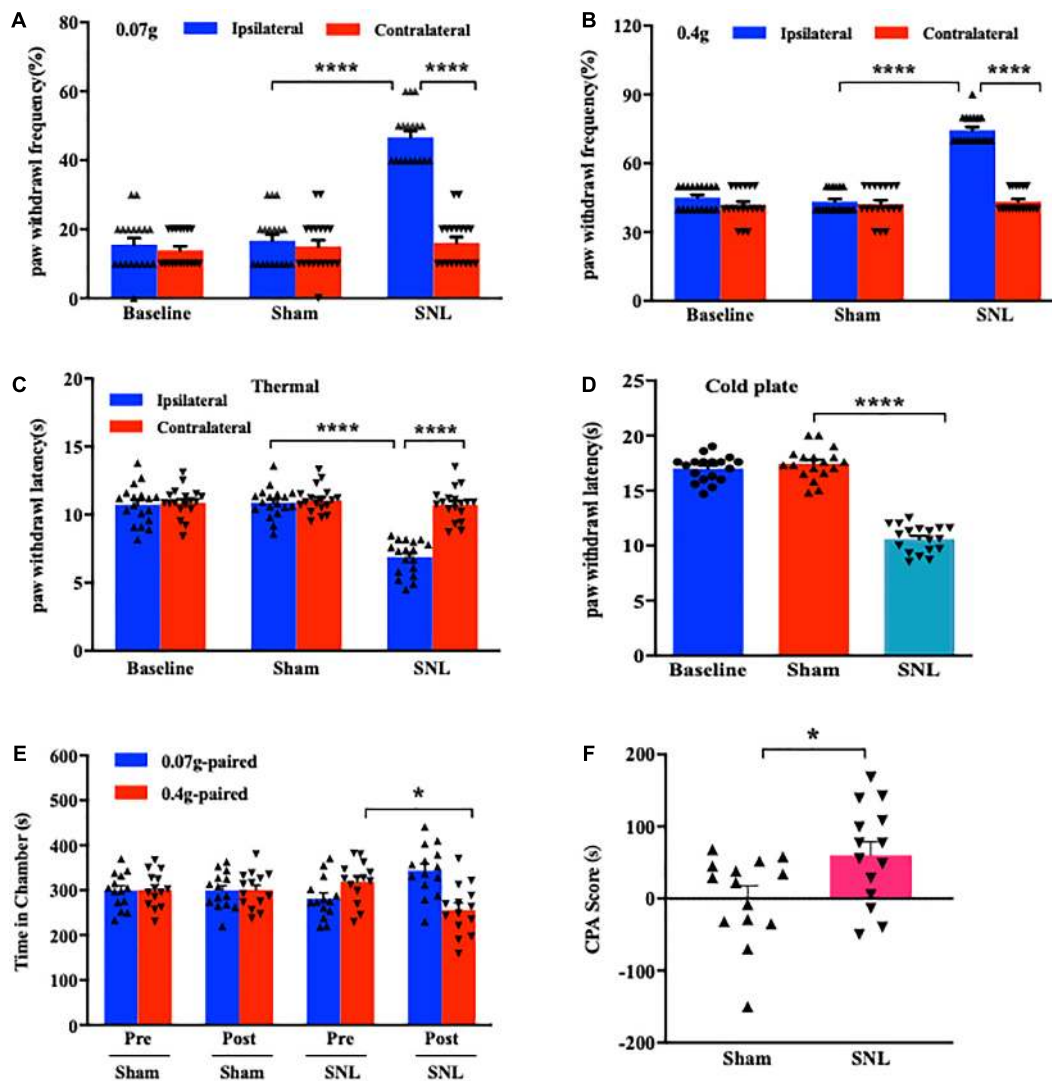 A
0.07g Ipsilateral Contralateral
**** ****
paw withdrawl frequency(%)
80
60
40
20
0
Baseline Sham SNL
B
0.4g Ipsilateral Contralateral
**** ****
paw withdrawl frequency(%)
120
90
60
30
0
Baseline Sham SNL
C
Thermal
Ipsilateral
Contralateral
**** ****
paw withdrawl latency(s)
20
15
10
5
0
Baseline Sham SNL
D
Cold plate
****
paw withdrawl latency(s)
25
20
15
10
5
0
Baseline Sham SNL
E
0.07g-paired
0.4g-paired
*
Time in Chamber (s)
600
500
400
300
200
100
0
Pre Post Pre Post
Sham Sham SNL SNL
F
*
CPA Score (s)
200
100
0
-100
-200
Sham SNL